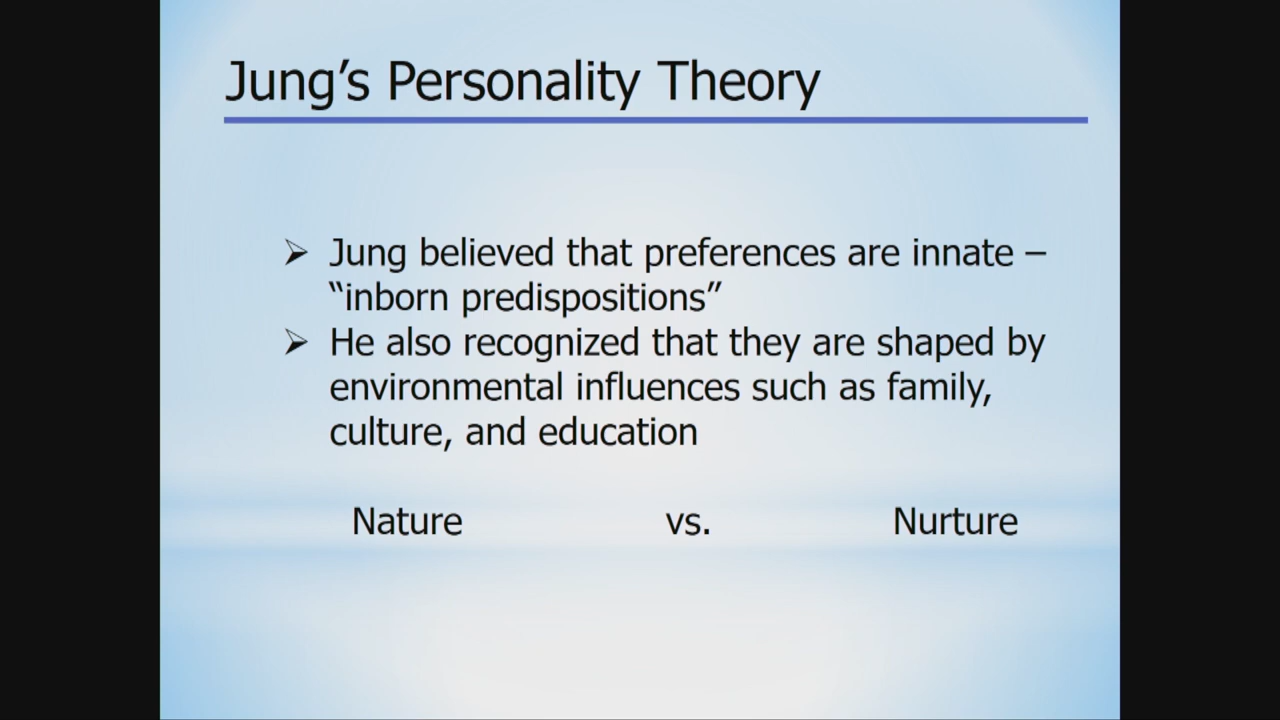 Jung’s Personality Theory
➢ Jung believed that preferences are innate –
“inborn predispositions”
➢ He also recognized that they are shaped by
environmental influences such as family,
culture, and education
Nature vs. Nurture